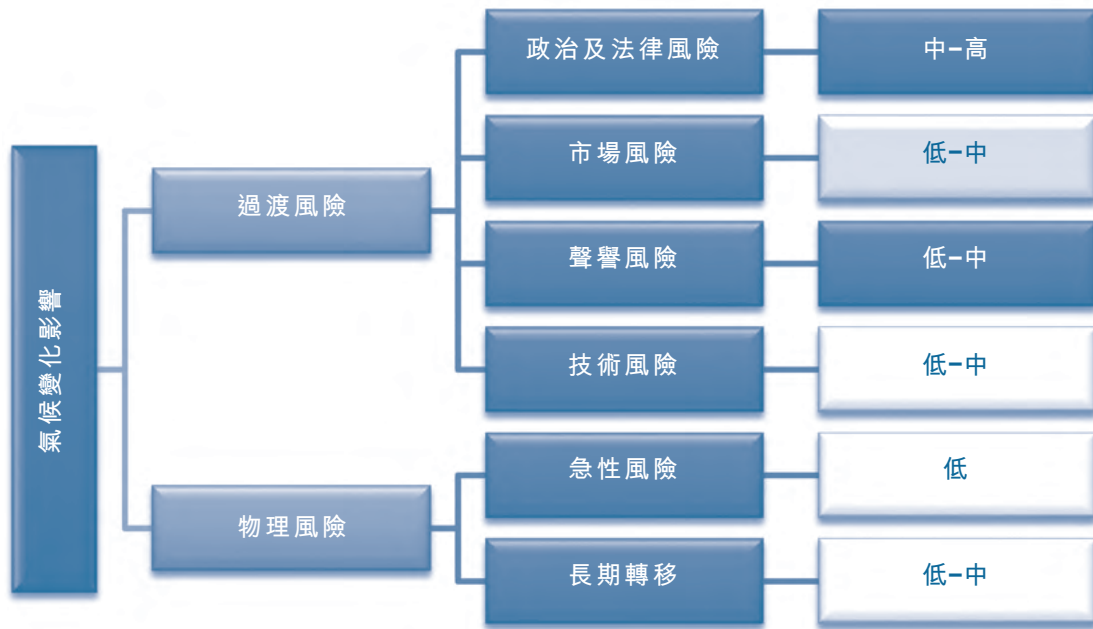 氣候變化影響
過渡風險
政治及法律風險
中–高
市場風險
低–中
聲譽風險
低–中
技術風險
低–中
物理風險
急性風險
低
長期轉移
低–中